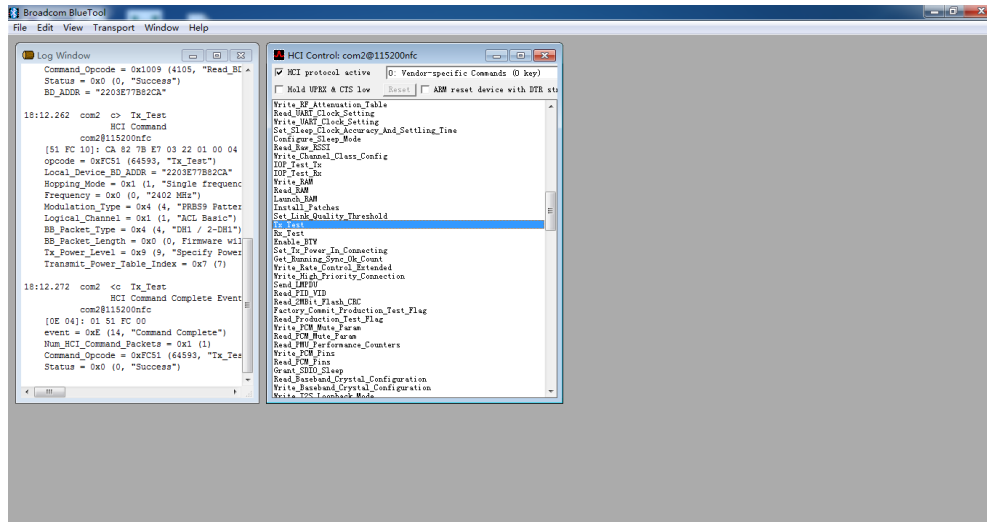 Broadcom BlueTool
File Edit View Transport Window Help
Log Window
Command_Opcode = 0x1009 (4105, "Read_BD
Status = 0x0 (0, "Success")
BD_ADDR = "2203E77B82CA"
18:12.262 com2 c> Tx_Test
HCI Command
com2@115200nfc
[51 FC 10]: CA 82 7B E7 03 22 01 00 04
opcode = 0xFC51 (64593, "Tx_Test")
Local_Device_BD_ADDR = "2203E77B82CA"
Hopping_Mode = 0x1 (1, "Single frequenc
Frequency = 0x0 (0, "2402 MHz")
Modulation_Type = 0x4 (4, "PRBS9 Patter
Logical_Channel = 0x1 (1, "ACL Basic")
BB_Packet_Type = 0x4 (4, "DH1 / 2-DH1")
BB_Packet_Length = 0x0 (0, Firmware wil
Tx_Power_Level = 0x9 (9, "Specify Power
Transmit_Power_Table_Index = 0x7 (7)
18:12.272 com2 <c Tx_Test
HCI Command Complete Event
com2@115200nfc
[0E 04]: 01 51 FC 00
event = 0xE (14, "Command Complete")
Num_HCI_Command_Packets = 0x1 (1)
Command_Opcode = 0xFC51 (64593, "Tx_Tes
Status = 0x0 (0, "Success")
HCI Control: com2@115200nfc
HCI protocol active 0: Vendor-specific Commands (0 key)
Hold UPRX & CTS low Reset ARM reset device with DTR sta
Write_RF_Attenuation_Table
Read_UART_Clock_Setting
Write_UART_Clock_Setting
Set_Sleep_Clock_Accuracy_And_Settling_Time
Configure_Sleep_Mode
Read_Raw_RSSI
Write_Channel_Class_Config
IOP_Test_Tx
IOP_Test_Rx
Write_RAM
Read_RAM
Launch_RAM
Install_Patches
Set_Link_Quality_Threshold
Tx_Test
Rx_Test
Enable_BTW
Set_Tx_Power_In_Connecting
Get_Running_Sync_Ok_Count
Write_Rate_Control_Extended
Write_High_Priority_Connection
Send_LMPDU
Read_PID_VID
Read_2MBit_Flash_CRC
Factory_Commit_Production_Test_Flag
Read_Production_Test_Flag
Write_PCM_Mute_Param
Read_PCM_Mute_Param
Read_PMU_Performance_Counters
Write_PCM_Pins
Read_PCM_Pins
Grant_SDIO_Sleep
Read_Baseband_Crystal_Configuration
Write_Baseband_Crystal_Configuration
Write_I2S_Loopback_Mode